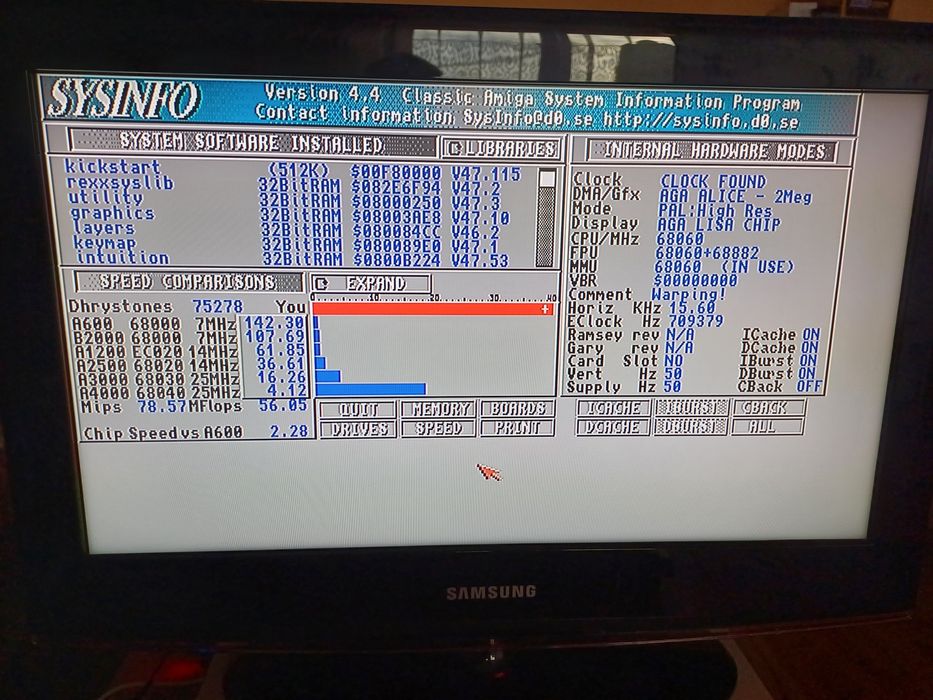 SYSINFO
Version 4.4 Classic Amiga System Information Program
Contact information SysInfo@d0.se http://sysinfo.d0.se
SYSTEM SOFTWARE INSTALLED
LIBRARIES
kickstart (512K) $00F80000 V47.115
rexxsyslib 32BitRAM $082E6F94 V47.2
utility 32BitRAM $08000250 V47.3
graphics 32BitRAM $080003AE8 V47.10
layers 32BitRAM $080084CC V46.2
keymap 32BitRAM $080089E0 V47.1
intuition 32BitRAM $0800B224 V47.53
INTERNAL HARDWARE MODES
Clock CLOCK FOUND
DMA/Gfx AGA ALICE - 2Meg
Mode PAL:High Res
Display AGA LISA CHIP
CPU/MHz 68060
FPU 68060+68882
MMU 68060 (IN USE)
VBR $00000000
Comment Warping!
Horiz KHz 15.60
EClock Hz 709379
Ramsey rev N/A ICache ON
Gary rev N/A DCache ON
Card Slot NO IBurst ON
Vert Hz 50 DBurst ON
Supply Hz 50 CBack OFF
SPEED COMPARISONS
EXPAND
Dhrystones 75278 You
0 10 20 30 40
A600 68000 7MHz 142.30
B2000 68000 7MHz 107.69
A1200 EC020 14MHz 61.85
A2500 68020 14MHz 36.61
A3000 68030 25MHz 16.26
A4000 68040 25MHz 4.12
Mips 78.57 MFlops 56.05
Chip Speed vs A600 2.28
QUIT MEMORY BOARDS
DRIVES SPEED PRINT
ICACHE IBURST CBACK
DCACHE DBURST ALL
SAMSUNG